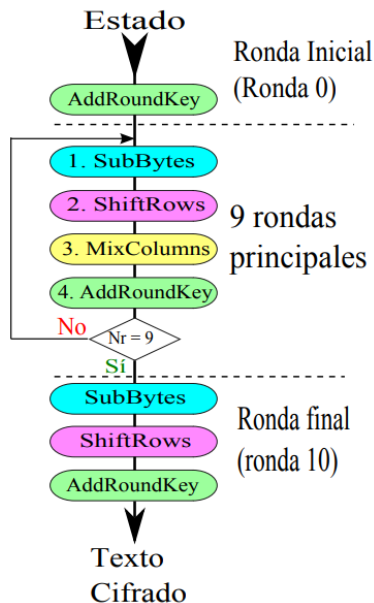 Estado
Ronda Inicial
(Ronda 0)
AddRoundKey
1. SubBytes
2. ShiftRows
3. MixColumns
4. AddRoundKey
9 rondas
principales
No
Nr = 9
Sí
SubBytes
ShiftRows
AddRoundKey
Ronda final
(ronda 10)
Texto
Cifrado